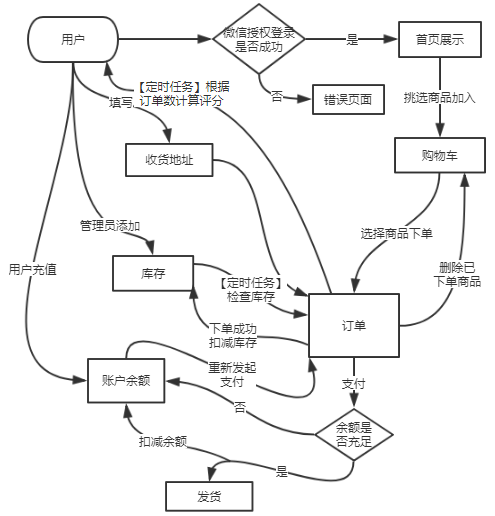 用户
微信授权登录
是否成功
是
首页展示
否
错误页面
【定时任务】根据
订单数计算评分
填写
挑选商品加入
收货地址
购物车
管理员添加
选择商品下单
删除已
下单商品
用户充值
库存
【定时任务】
检查库存
下单成功
扣减库存
订单
账户余额
重新发起
支付
支付
否
余额是
否充足
扣减余额
是
发货